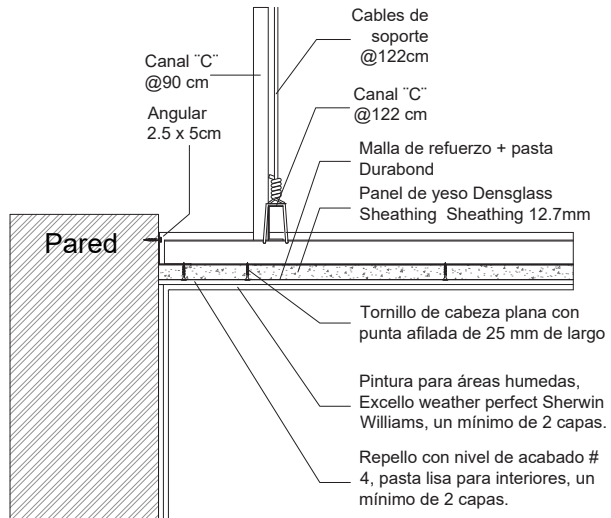 Cables de
soporte
@122cm
Canal ¨C¨
@90 cm
Canal ¨C¨
@122 cm
Angular
2.5 x 5cm
Malla de refuerzo + pasta
Durabond
Panel de yeso Densglass
Sheathing  Sheathing 12.7mm
Pared
Tornillo de cabeza plana con
punta afilada de 25 mm de largo
Pintura para áreas humedas,
Excello weather perfect Sherwin
Williams, un mínimo de 2 capas.
Repello con nivel de acabado #
4, pasta lisa para interiores, un
mínimo de 2 capas.